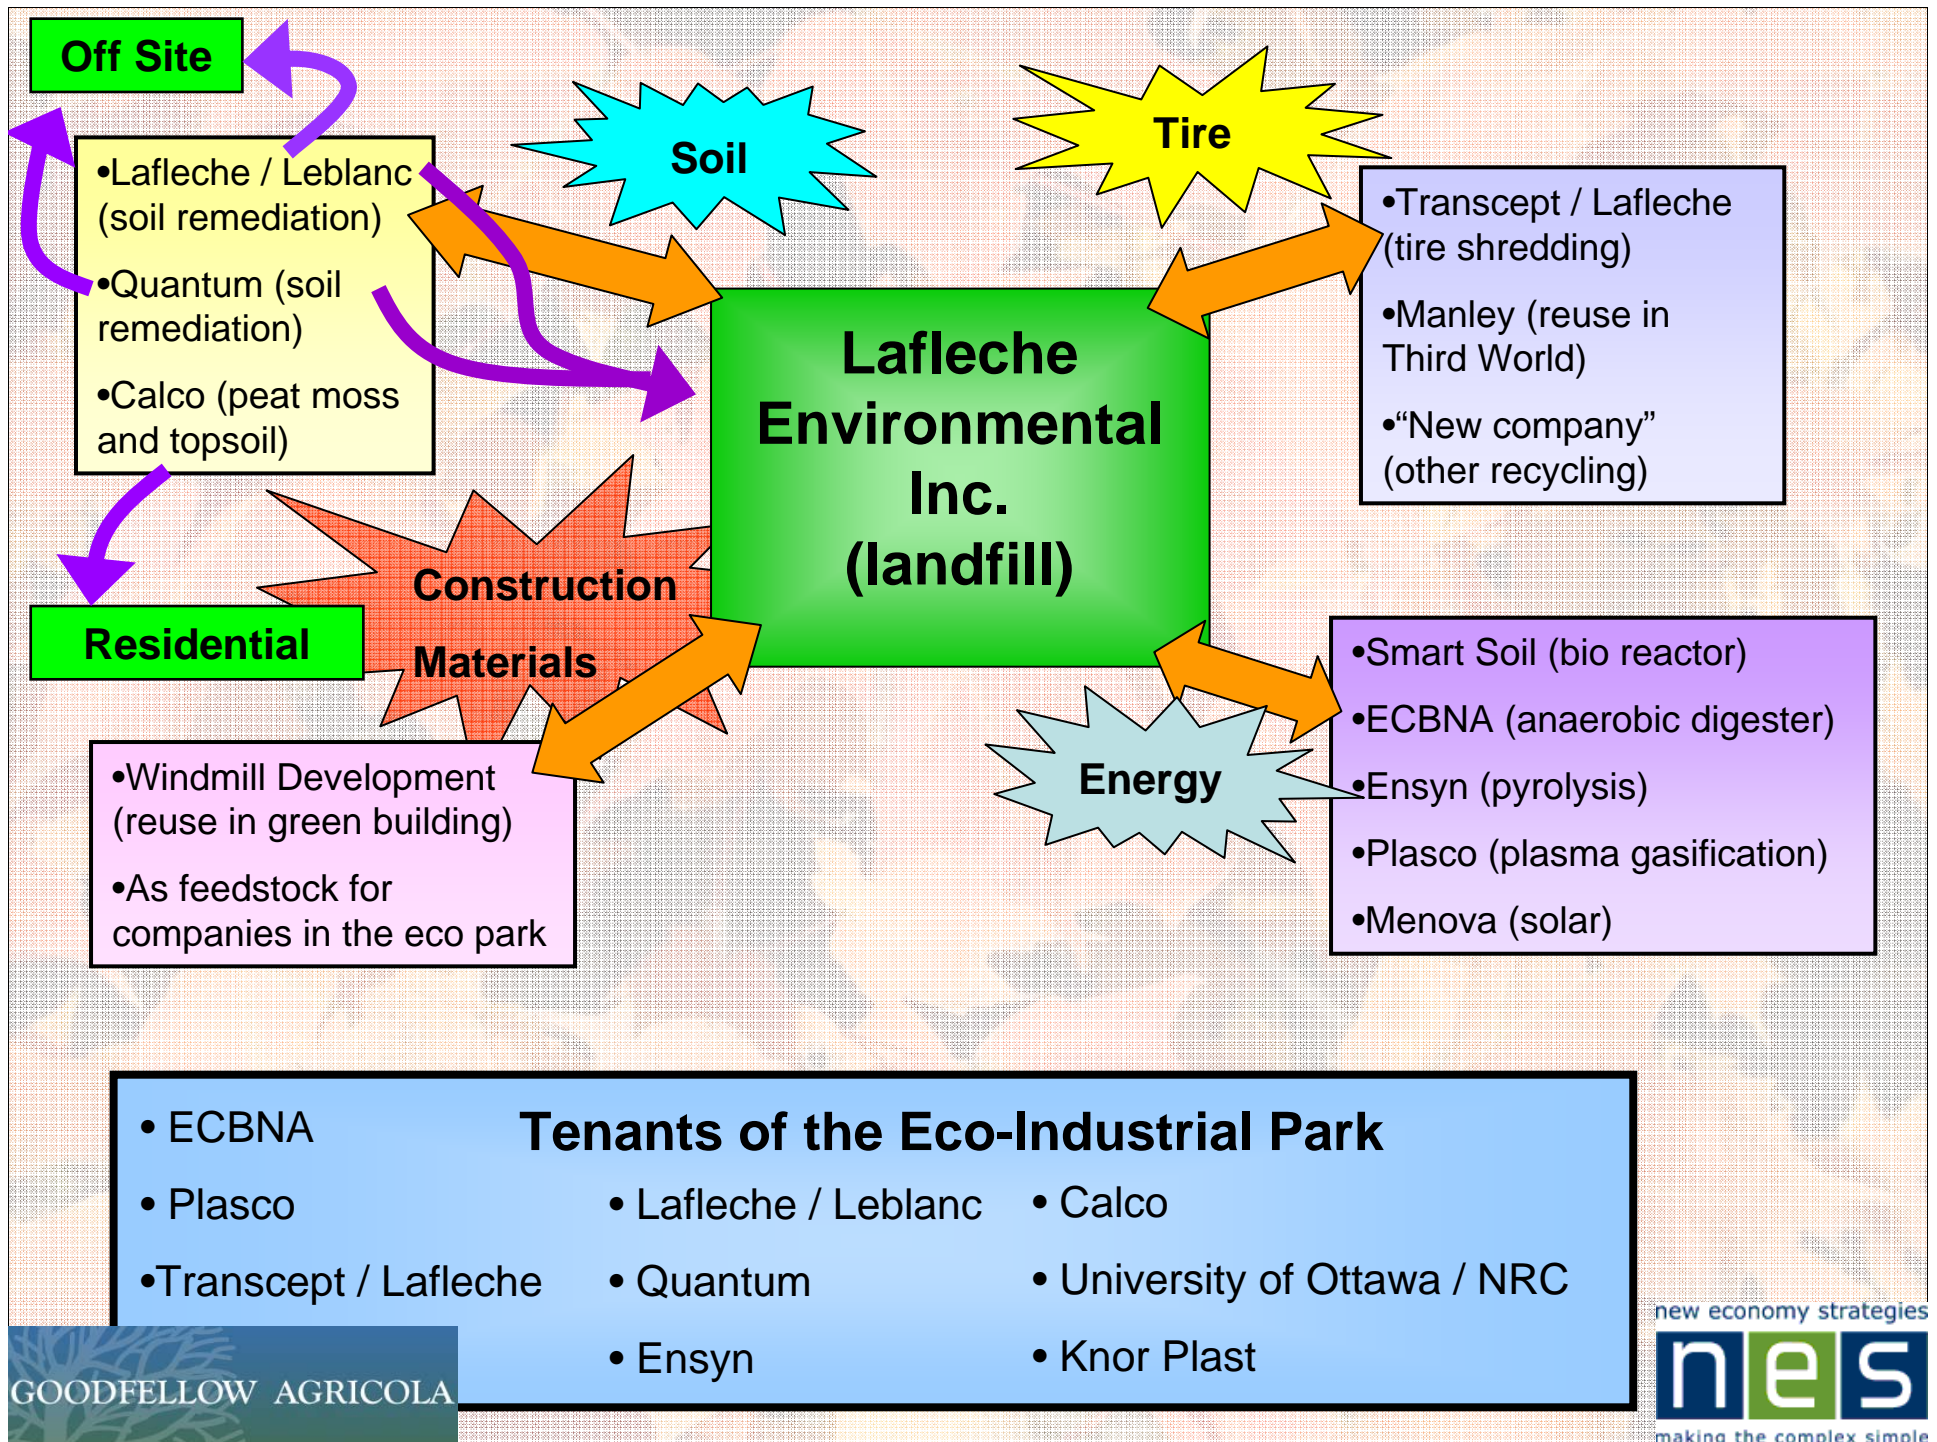 Off Site
Soil
Tire
•Lafleche / Leblanc
(soil remediation)
•Quantum (soil
remediation)
•Calco (peat moss
and topsoil)
•Transcept / Lafleche
(tire shredding)
•Manley (reuse in
Third World)
•“New company”
(other recycling)
Lafleche
Environmental
Inc.
(landfill)
Construction
Materials
Residential
•Windmill Development
(reuse in green building)
•As feedstock for
companies in the eco park
Energy
•Smart Soil (bio reactor)
•ECBNA (anaerobic digester)
•Ensyn (pyrolysis)
•Plasco (plasma gasification)
•Menova (solar)
Tenants of the Eco-Industrial Park
• ECBNA
• Plasco
•Transcept / Lafleche
• Lafleche / Leblanc
• Quantum
• Ensyn
• Calco
• University of Ottawa / NRC
• Knor Plast
GOODFELLOW AGRICOLA
new economy strategies
nes
making the complex simple